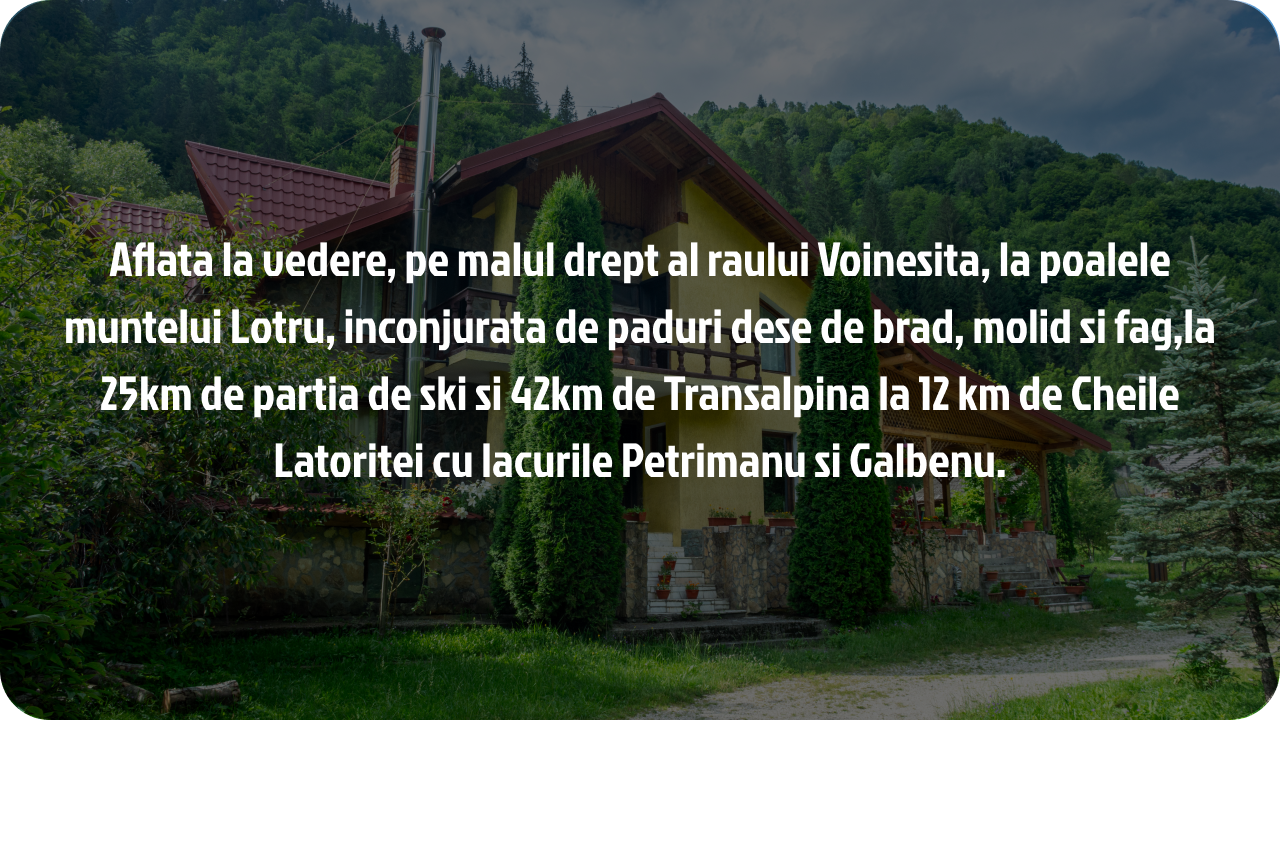 Aflata la vedere, pe malul drept al raului Voinesita, la poalele
muntelui Lotru, inconjurata de paduri dese de brad, molid si fag,la
25km de partia de ski si 42km de Transalpina la 12 km de Cheile
Latoritei cu lacurile Petrimanu si Galbenu.